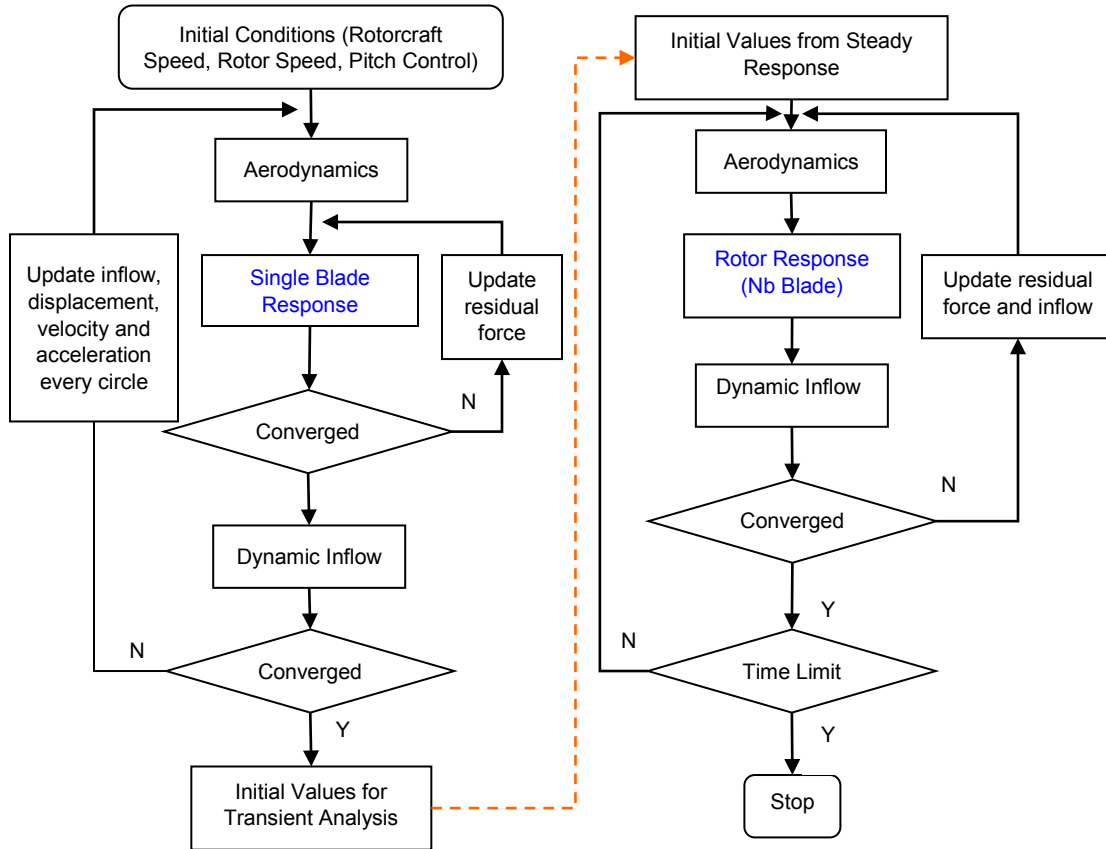 Initial Conditions (Rotorcraft
Speed, Rotor Speed, Pitch Control)
Aerodynamics
Update inflow,
displacement,
velocity and
acceleration
every circle
Single Blade
Response
Update
residual
force
N
Converged
Dynamic Inflow
N
Converged
Y
Initial Values for
Transient Analysis
Initial Values from Steady
Response
Aerodynamics
Rotor Response
(Nb Blade)
Update residual
force and inflow
Dynamic Inflow
N
Converged
Y
N
Time Limit
Y
Stop